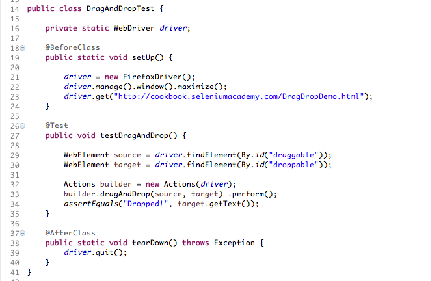 14 public class DragAndDropTest {
15
16 private static WebDriver driver;
17
18 @BeforeClass
19 public static void setUp() {
20
21 driver = new FirefoxDriver();
22 driver.manage().window().maximize();
23 driver.get("http://cookbook.seleniumacademy.com/DragDropDemo.html");
24 }
25
26 @Test
27 public void testDragAndDrop() {
28
29 WebElement source = driver.findElement(By.id("draggable"));
30 WebElement target = driver.findElement(By.id("droppable"));
31
32 Actions builder = new Actions(driver);
33 builder.dragAndDrop(source, target) .perform();
34 assertEquals("Dropped!", target.getText());
35 }
36
37 @AfterClass
38 public static void tearDown() throws Exception {
39 driver.quit();
40 }
41 }